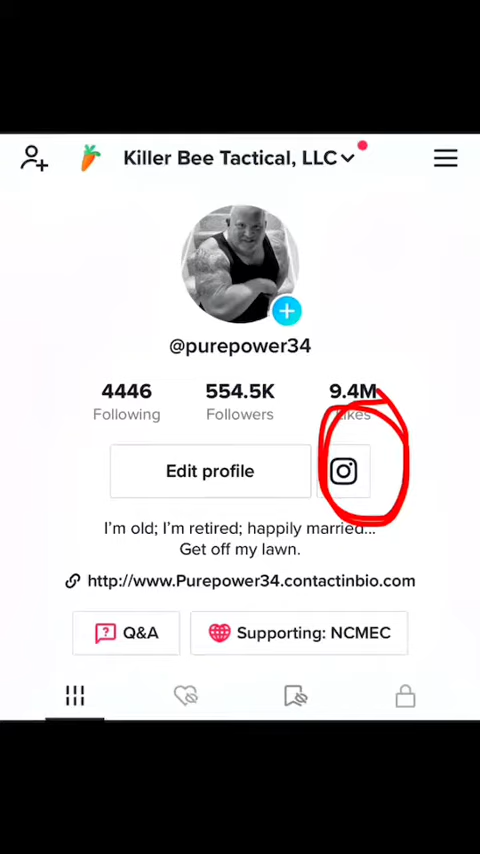 Killer Bee Tactical, LLC
@purepower34
4446 554.5K 9.4M
Following Followers Likes
Edit profile
I'm old; I'm retired; happily married...
Get off my lawn.
http://www.Purepower34.contactinbio.com
Q&A Supporting: NCMEC